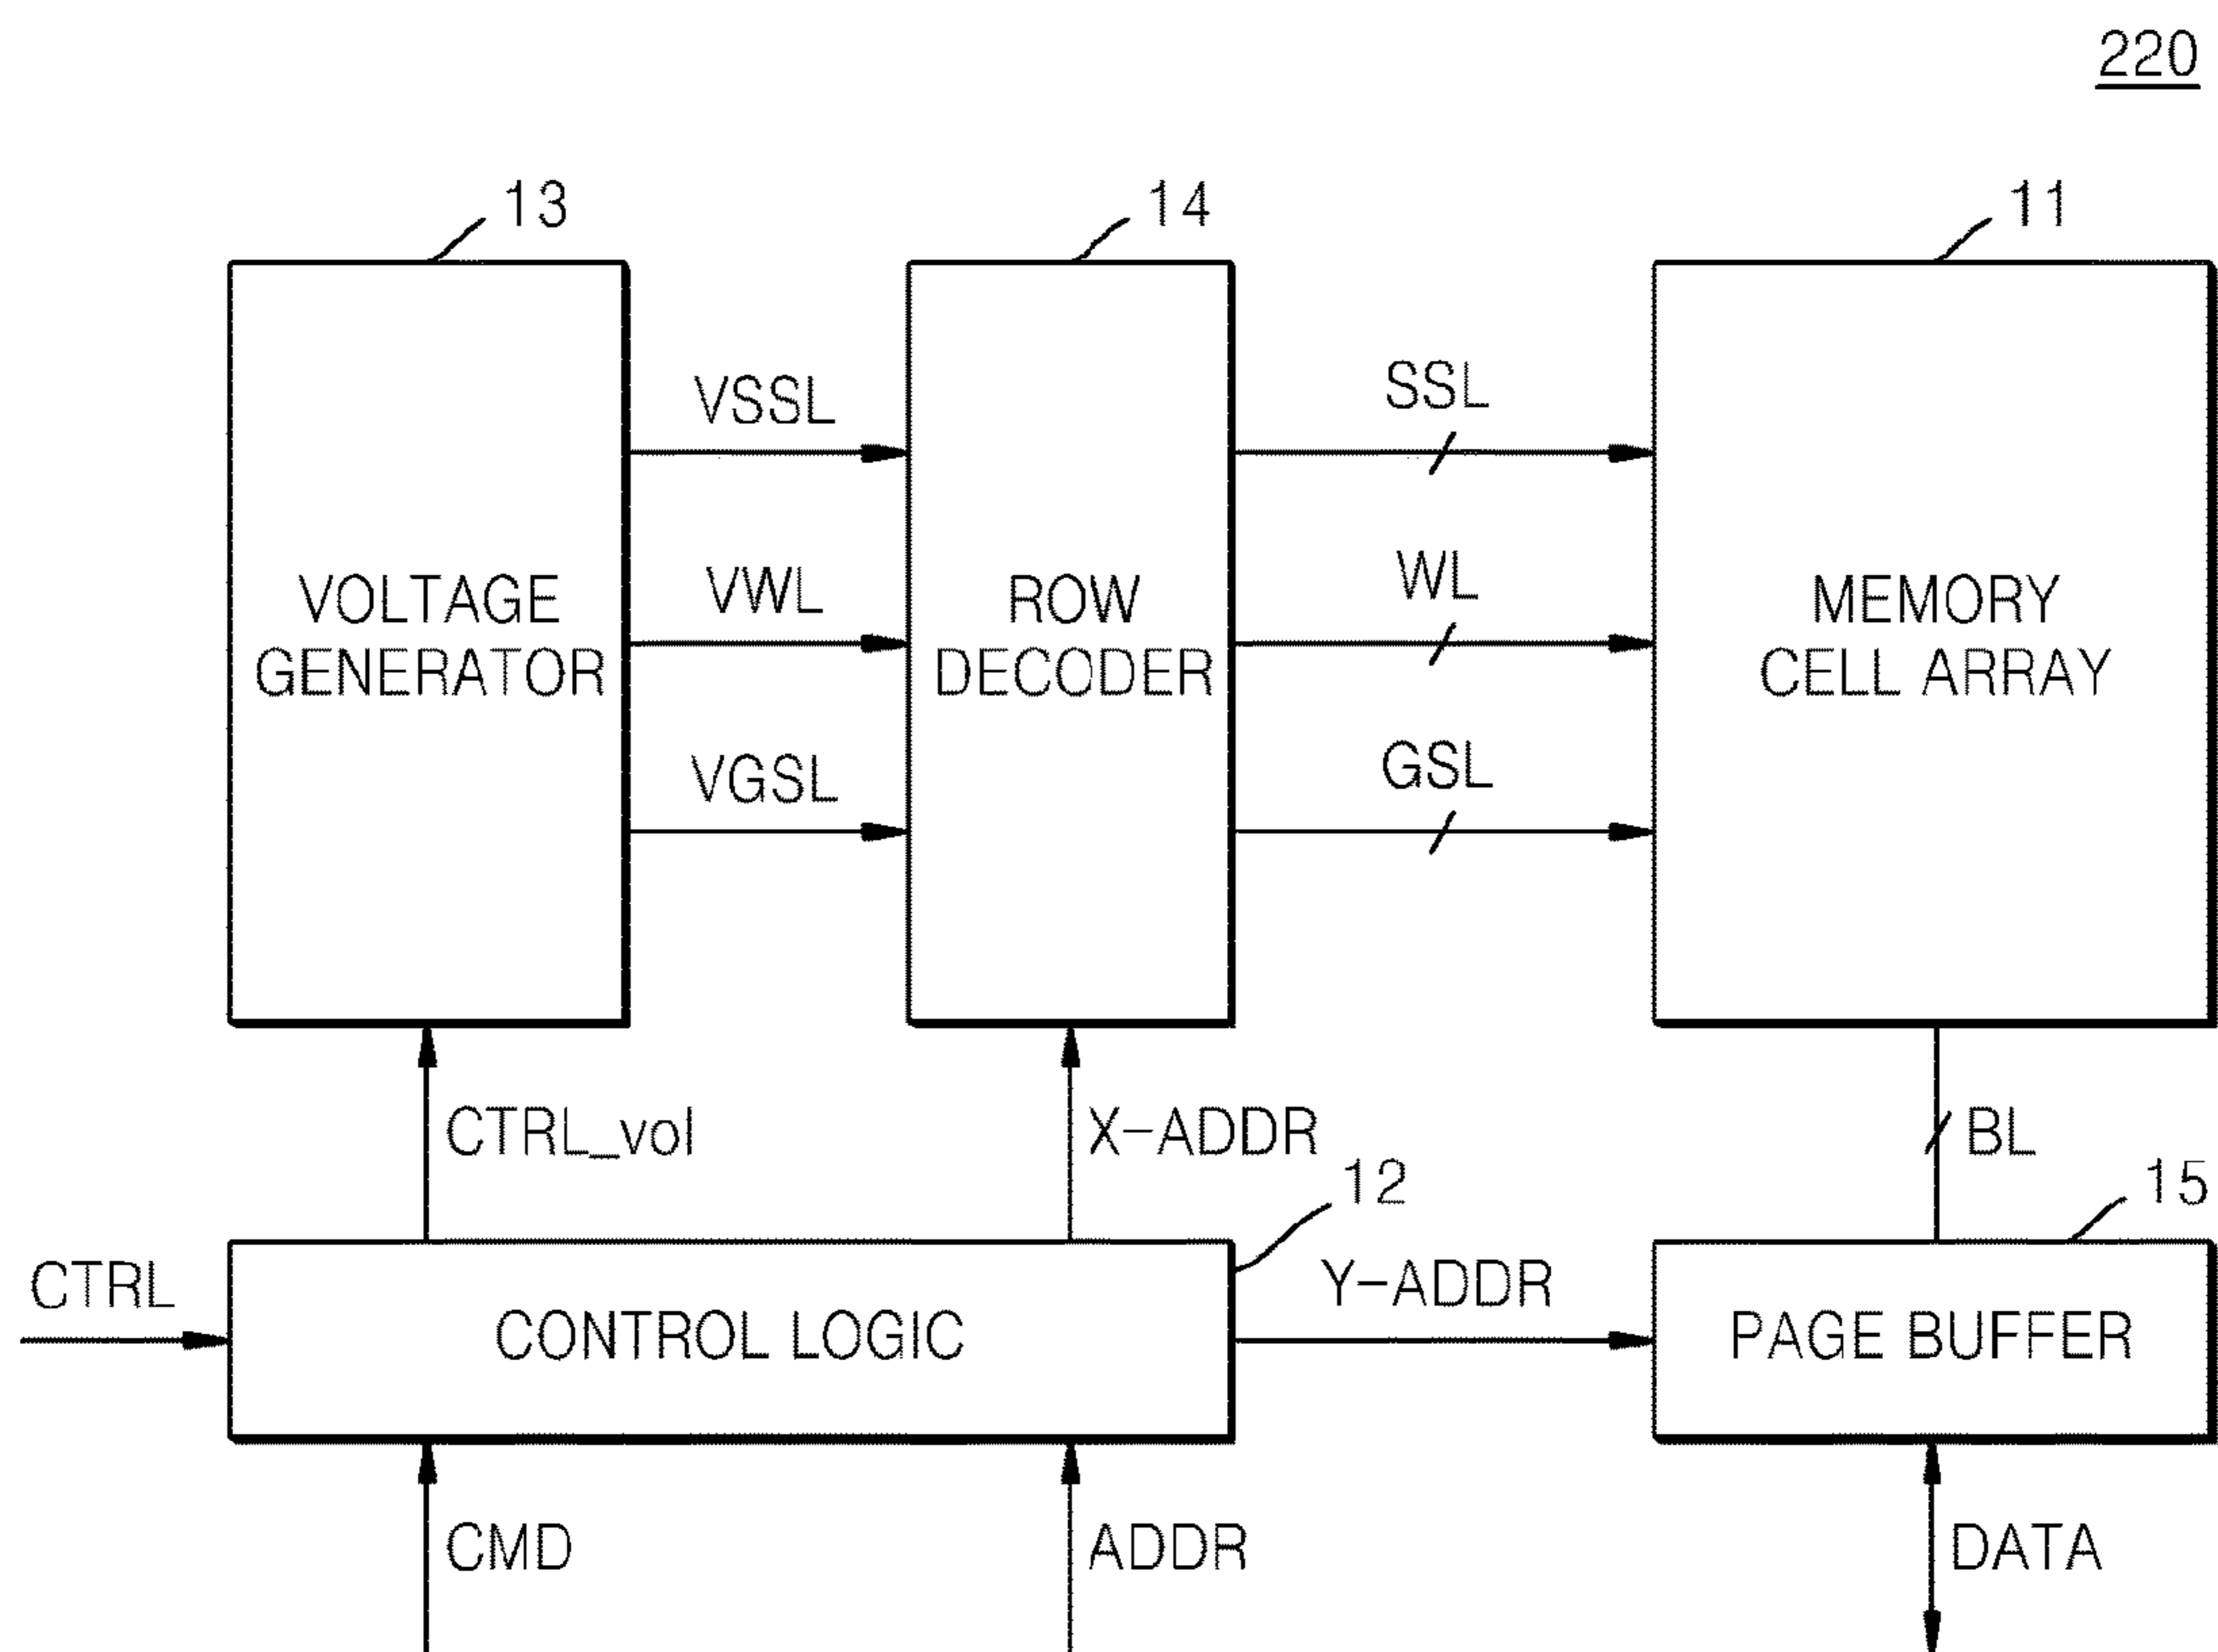 220
13
14
11
VSSL
SSL
VWL
WL
VOLTAGE
GENERATOR
ROW
DECODER
MEMORY
CELL ARRAY
VGSL
GSL
CTRL_vol
X-ADDR
BL
12
15
CTRL
Y-ADDR
CONTROL LOGIC
PAGE BUFFER
CMD
ADDR
DATA